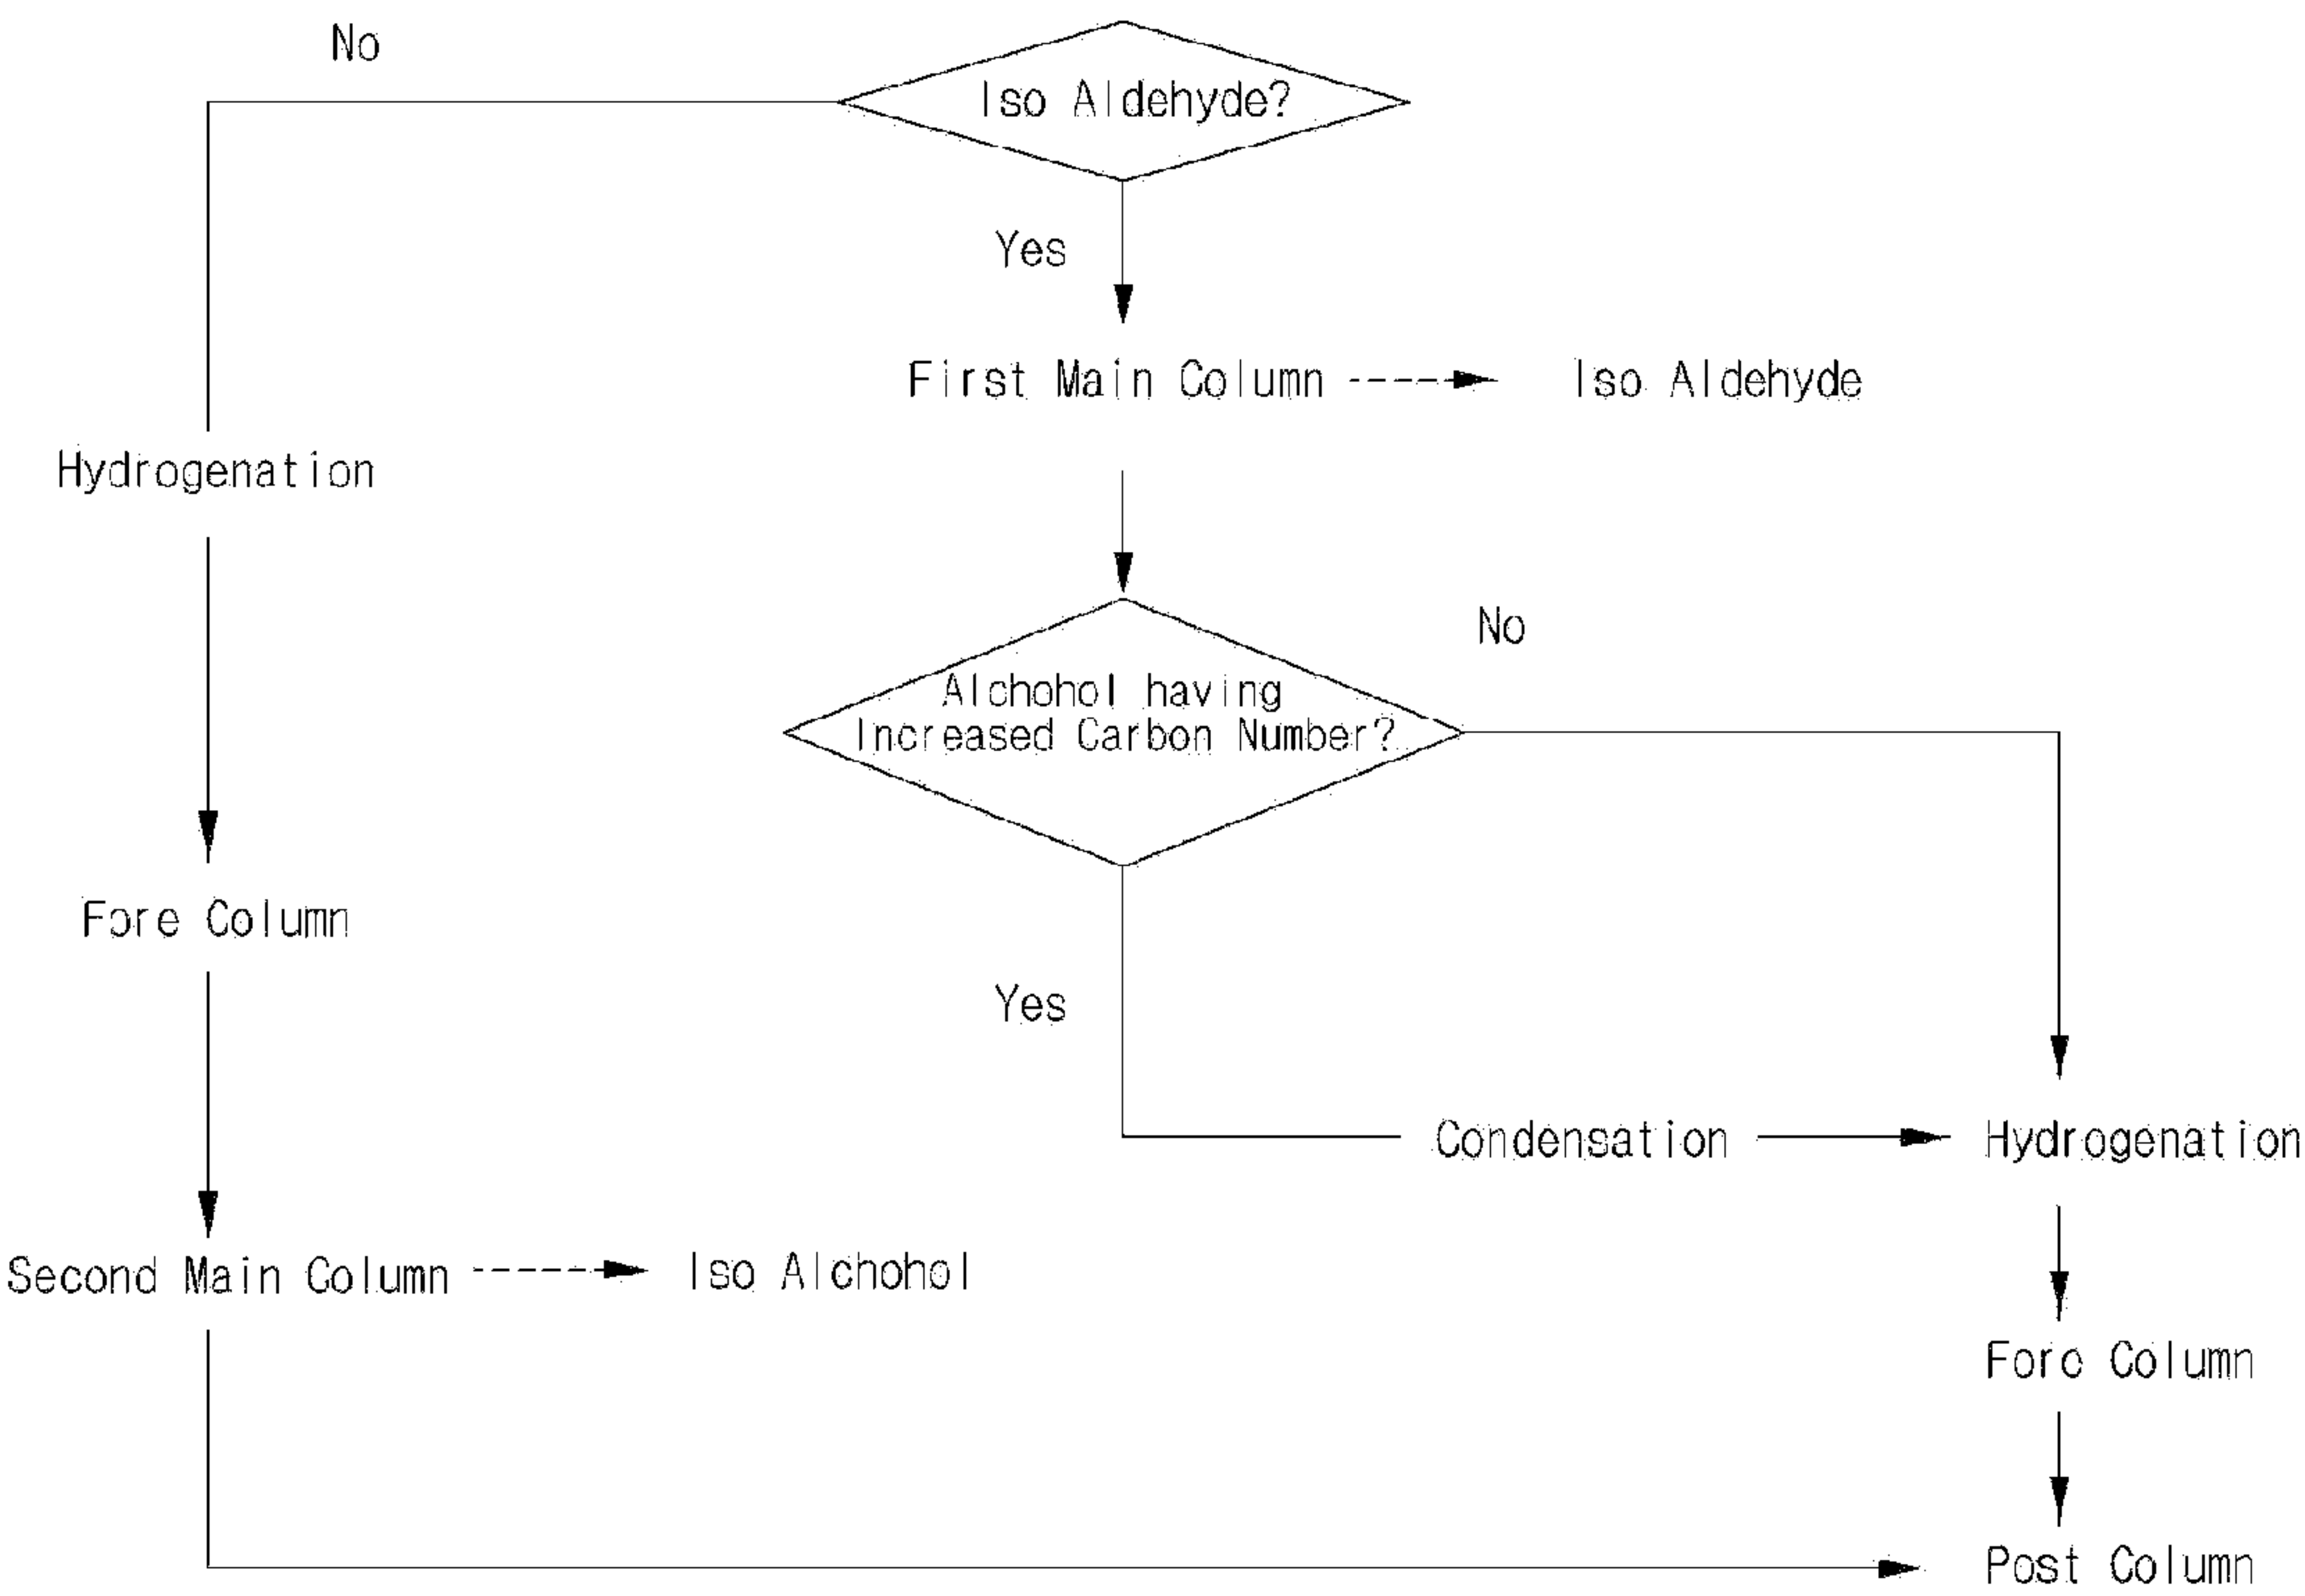 No
Iso Aldehyde?
Yes
First Main Column
Iso Aldehyde
Hydrogenation
No
Alchohol having
Increased Carbon Number?
Fore Column
Yes
Condensation
Hydrogenation
Second Main Column
Iso Alchohol
Fore Column
Post Column